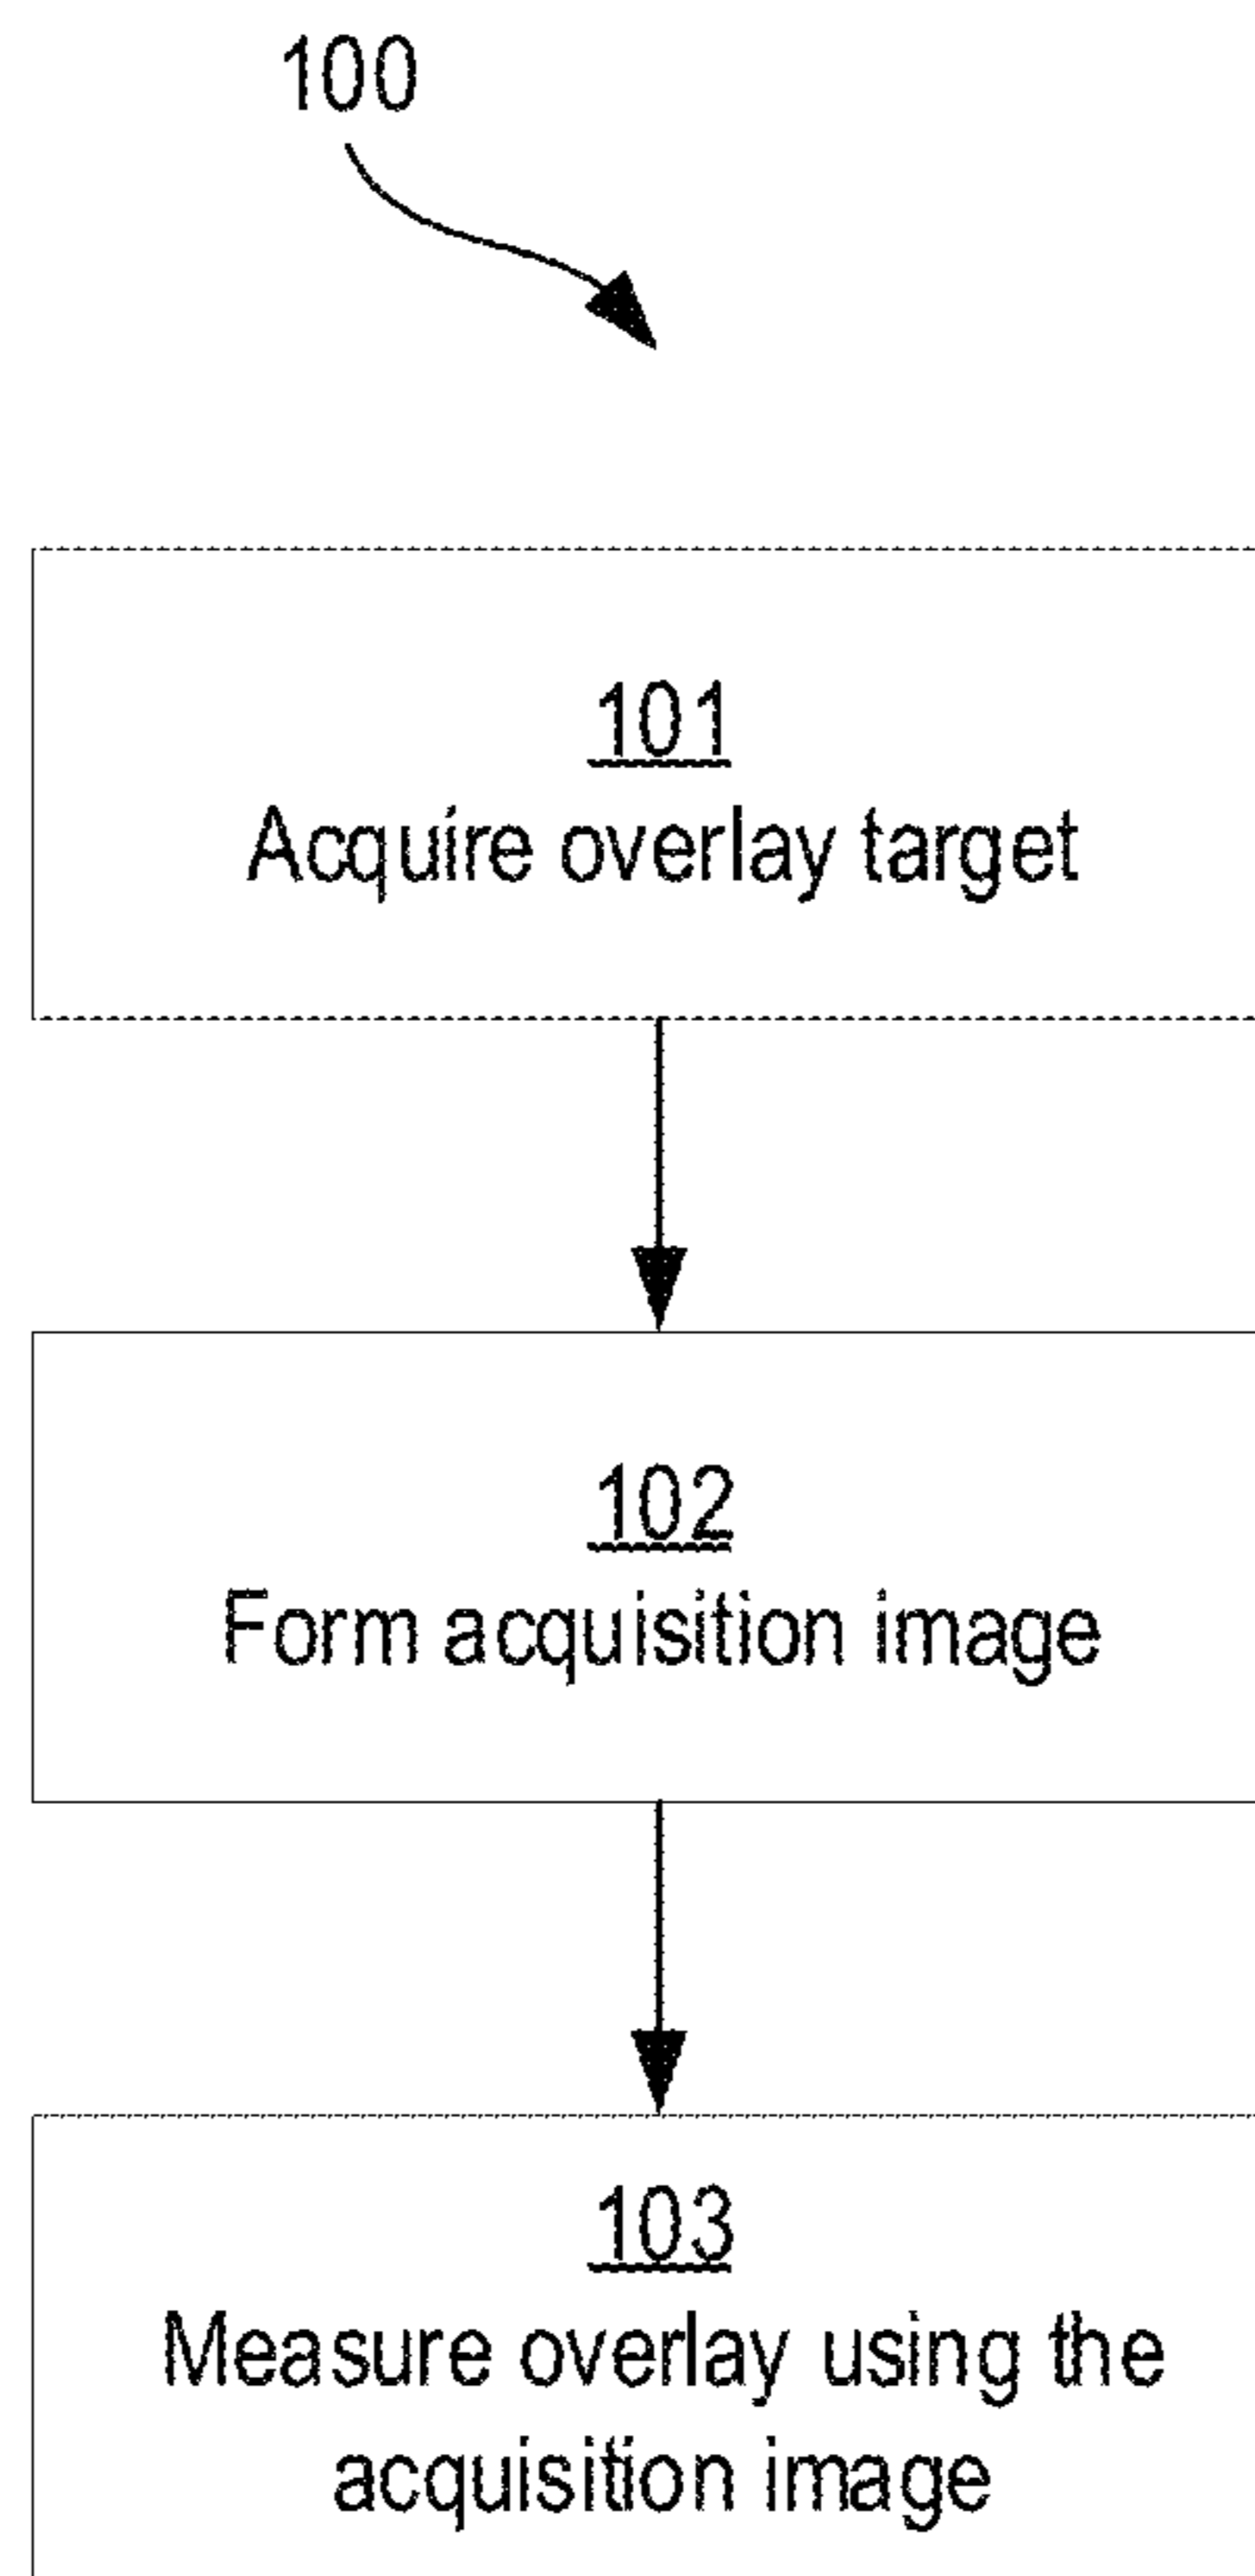 100
101
Acquire overlay target
102
Form acquisition image
103
Measure overlay using the
acquisition image